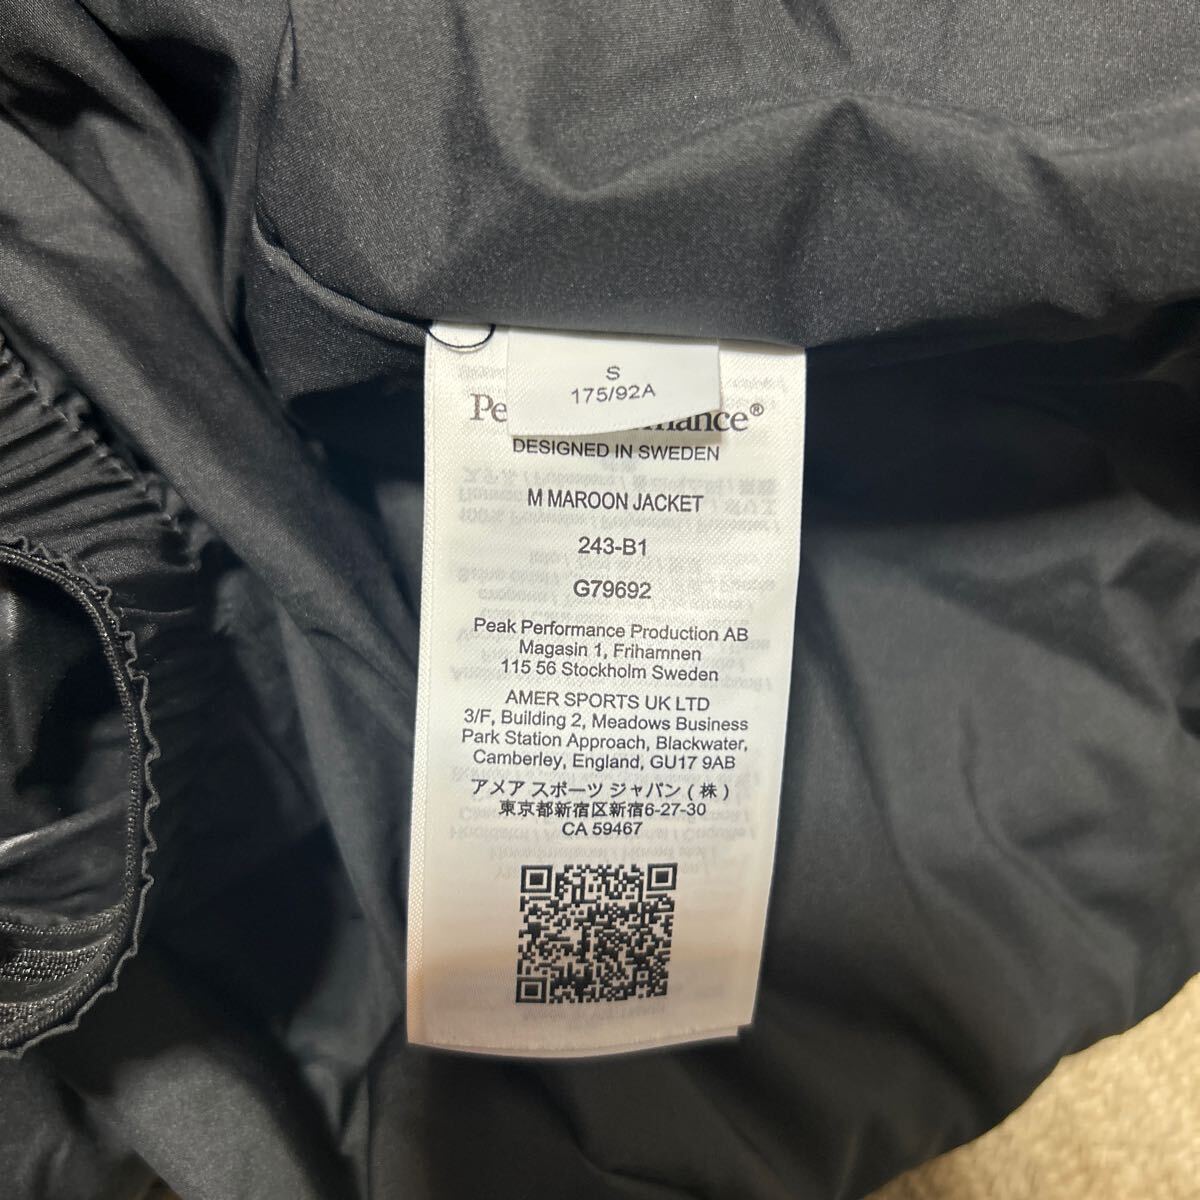 S
175/92A
DESIGNED IN SWEDEN
M MAROON JACKET
243-B1
G79692
Peak Performance Production AB
Magasin 1, Frihamnen
115 56 Stockholm Sweden
AMER SPORTS UK LTD
3/F, Building 2, Meadows Business
Park Station Approach, Blackwater,
Camberley, England, GU17 9AB
アメア スポーツ ジャパン ( 株 )
東京都新宿区新宿6-27-30
CA 59467